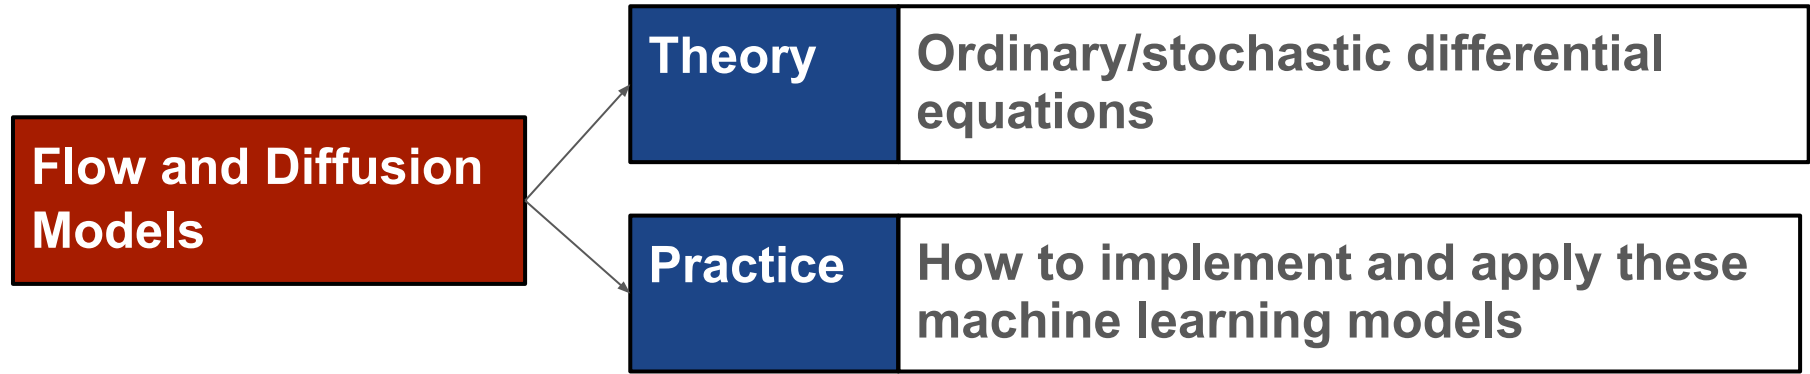 Flow and Diffusion
Models
Theory
Ordinary/stochastic differential
equations
Practice
How to implement and apply these
machine learning models